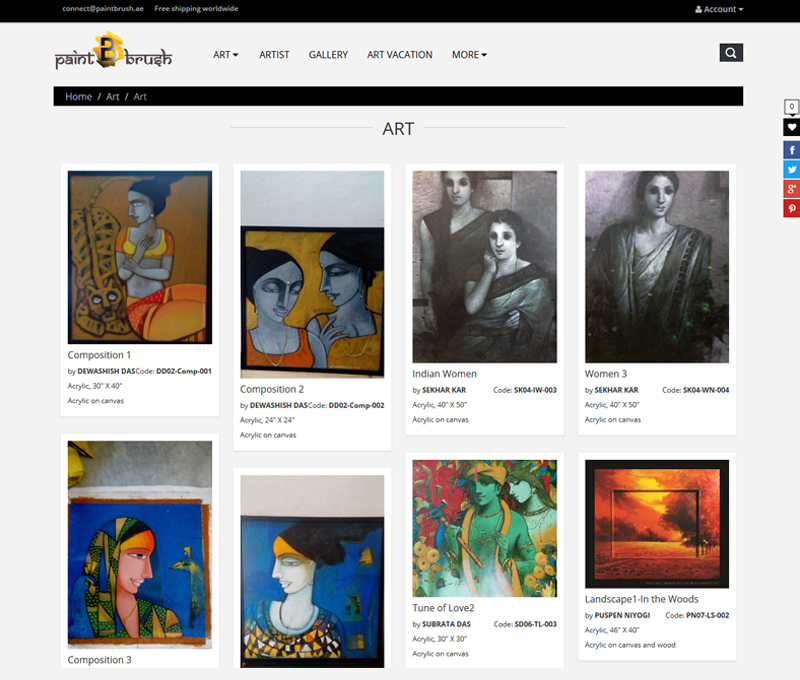 connect@paintbrush.ae Free shipping worldwide
Account
paint B brush
ART ARTIST GALLERY ART VACATION MORE
Home / Art / Art
0
ART
Composition 1
by DEWASHISH DAS Code: DD02-Comp-001
Acrylic, 30" X 40"
Acrylic on canvas
Composition 2
by DEWASHISH DAS Code: DD02-Comp-002
Acrylic, 24" X 24"
Acrylic on canvas
Indian Women
by SEKHAR KAR Code: SK04-IW-003
Acrylic, 40" X 50"
Acrylic on canvas
Women 3
by SEKHAR KAR Code: SK04-WN-004
Acrylic, 40" X 50"
Acrylic on canvas
Composition 3
Tune of Love2
by SUBRATA DAS Code: SD06-TL-003
Acrylic, 30" X 30"
Acrylic on canvas
Landscape1-In the Woods
by PUSPEN NIYOGI Code: PN07-LS-002
Acrylic, 46" X 40"
Acrylic on canvas and wood